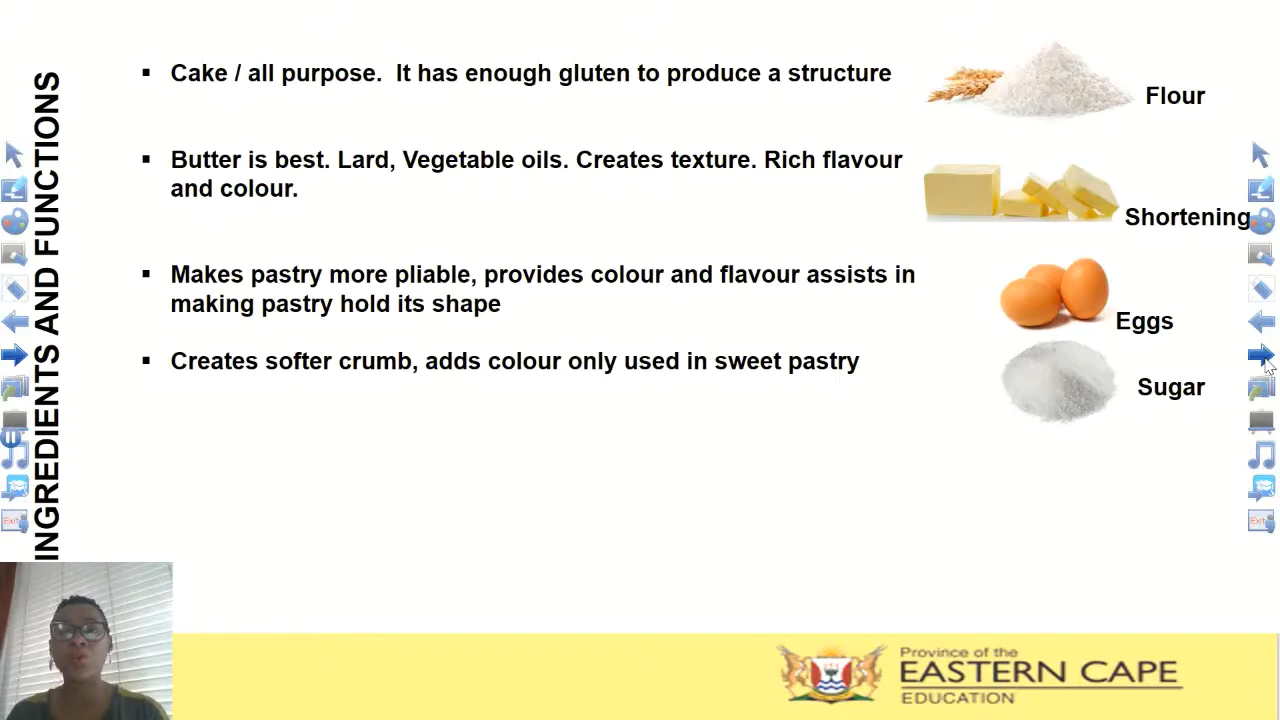 INGREDIENTS AND FUNCTIONS
▪ Cake / all purpose.  It has enough gluten to produce a structure
Flour
▪ Butter is best. Lard, Vegetable oils. Creates texture. Rich flavour
and colour.
Shortening
▪ Makes pastry more pliable, provides colour and flavour assists in
making pastry hold its shape
Eggs
▪ Creates softer crumb, adds colour only used in sweet pastry
Sugar
Exit
Exit
Province of the
EASTERN CAPE
EDUCATION